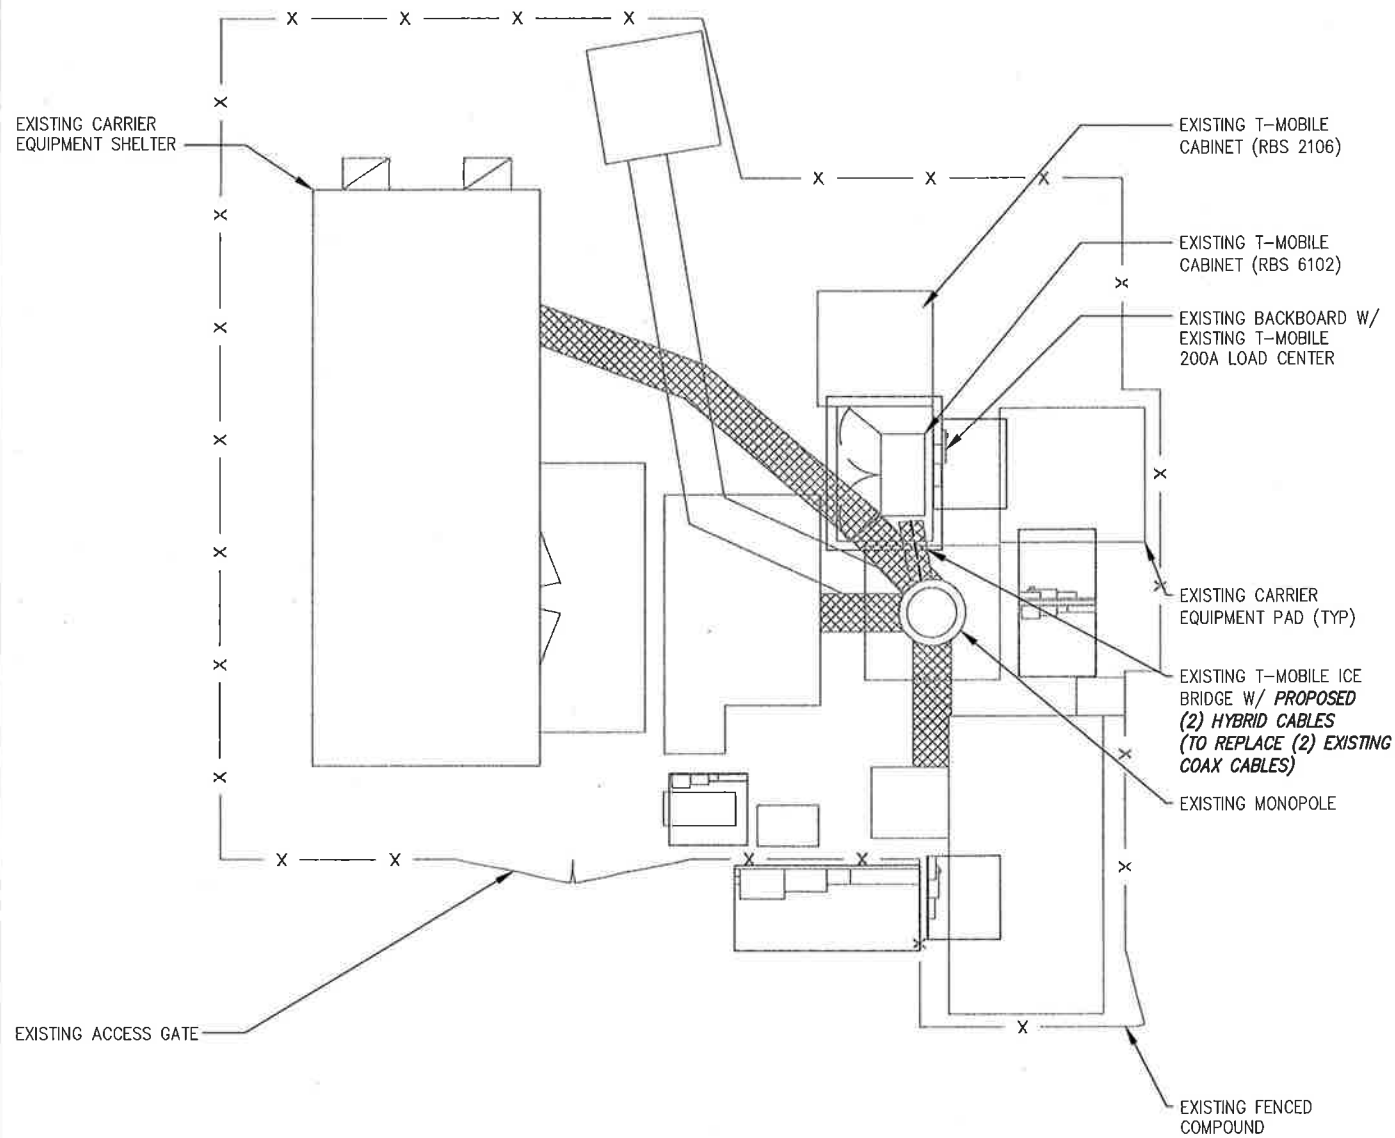 EXISTING CARRIER
EQUIPMENT SHELTER
EXISTING T-MOBILE
CABINET (RBS 2106)
EXISTING T-MOBILE
CABINET (RBS 6102)
EXISTING BACKBOARD W/
EXISTING T-MOBILE
200A LOAD CENTER
EXISTING CARRIER
EQUIPMENT PAD (TYP)
EXISTING T-MOBILE ICE
BRIDGE W/ PROPOSED
(2) HYBRID CABLES
(TO REPLACE (2) EXISTING
COAX CABLES)
EXISTING MONOPOLE
EXISTING ACCESS GATE
EXISTING FENCED
COMPOUND